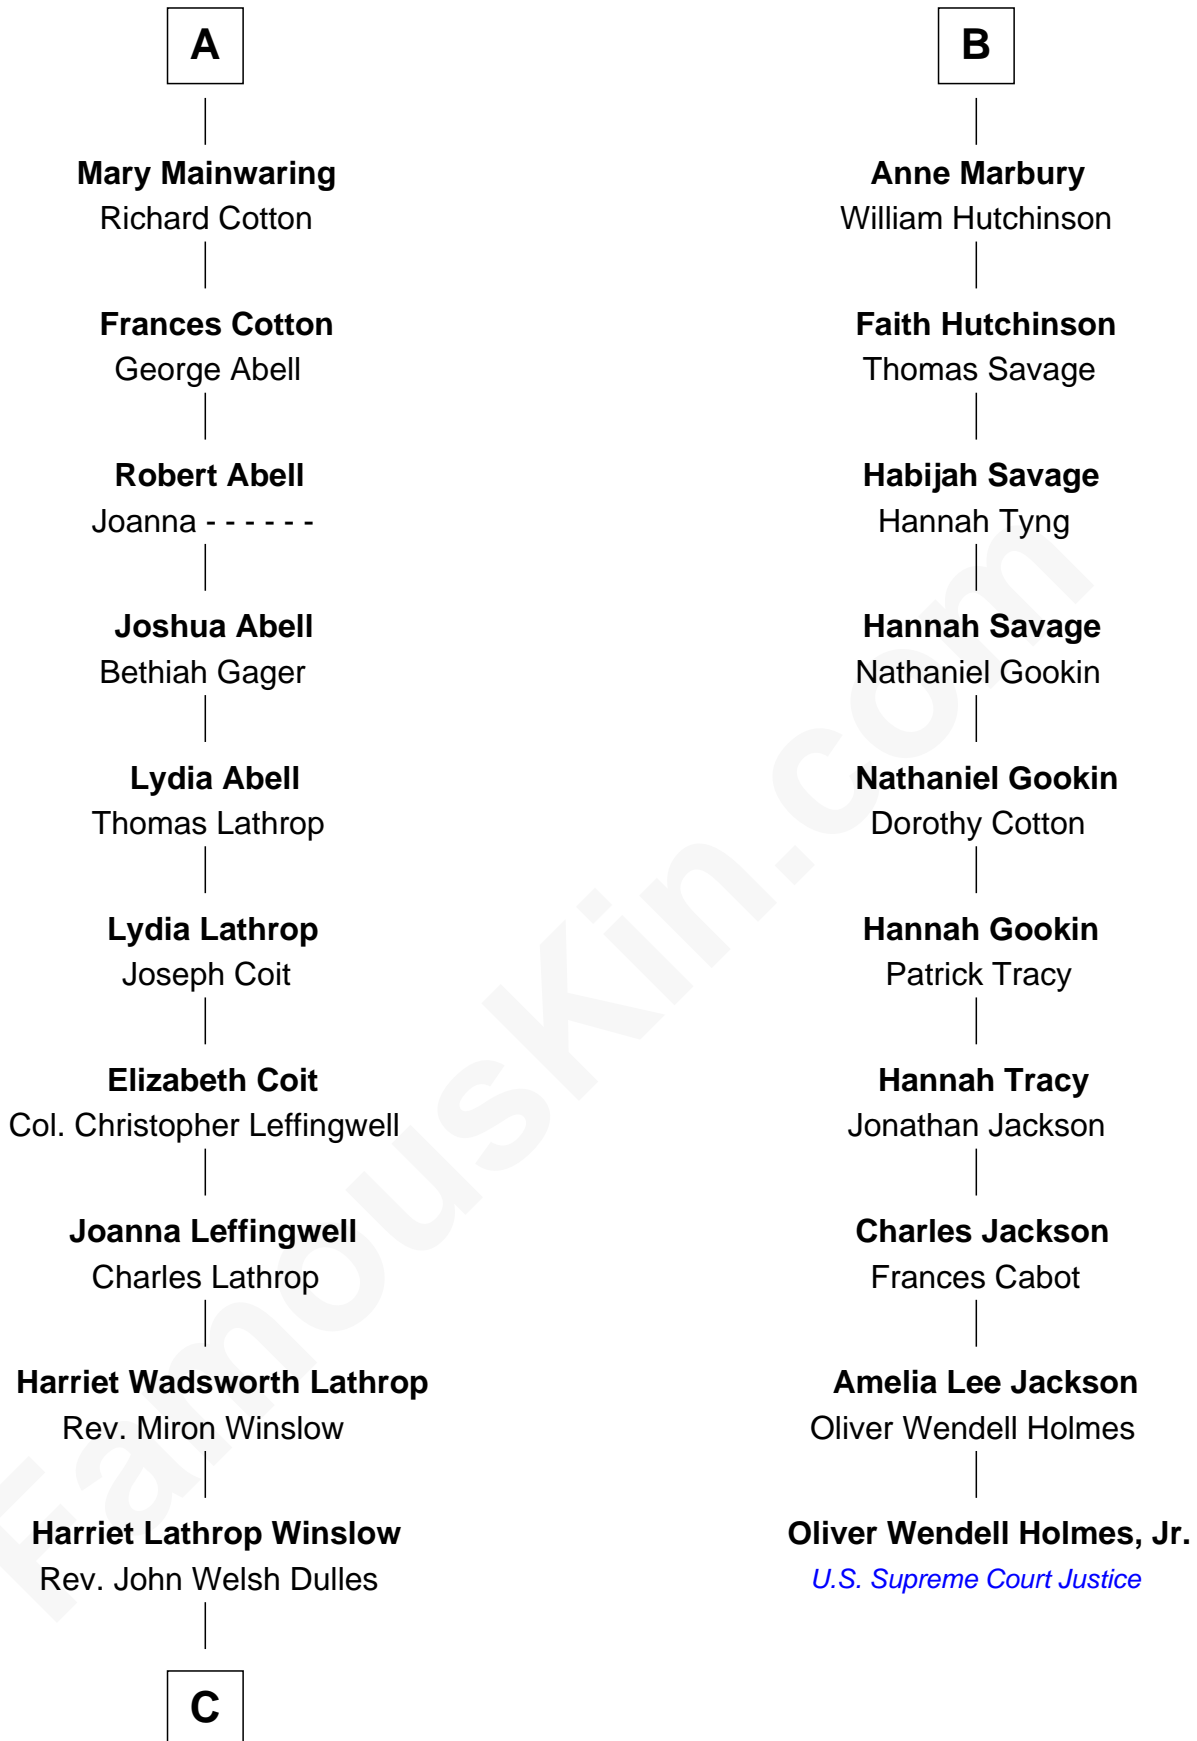 A
Mary Mainwaring
Richard Cotton
Frances Cotton
George Abell
Robert Abell
Joanna - - - - - -
Joshua Abell
Bethiah Gager
Lydia Abell
Thomas Lathrop
Lydia Lathrop
Joseph Coit
Elizabeth Coit
Col. Christopher Leffingwell
Joanna Leffingwell
Charles Lathrop
Harriet Wadsworth Lathrop
Rev. Miron Winslow
Harriet Lathrop Winslow
Rev. John Welsh Dulles
C
B
Anne Marbury
William Hutchinson
Faith Hutchinson
Thomas Savage
Habijah Savage
Hannah Tyng
Hannah Savage
Nathaniel Gookin
Nathaniel Gookin
Dorothy Cotton
Hannah Gookin
Patrick Tracy
Hannah Tracy
Jonathan Jackson
Charles Jackson
Frances Cabot
Amelia Lee Jackson
Oliver Wendell Holmes
Oliver Wendell Holmes, Jr.
U.S. Supreme Court Justice
FamousKin.com